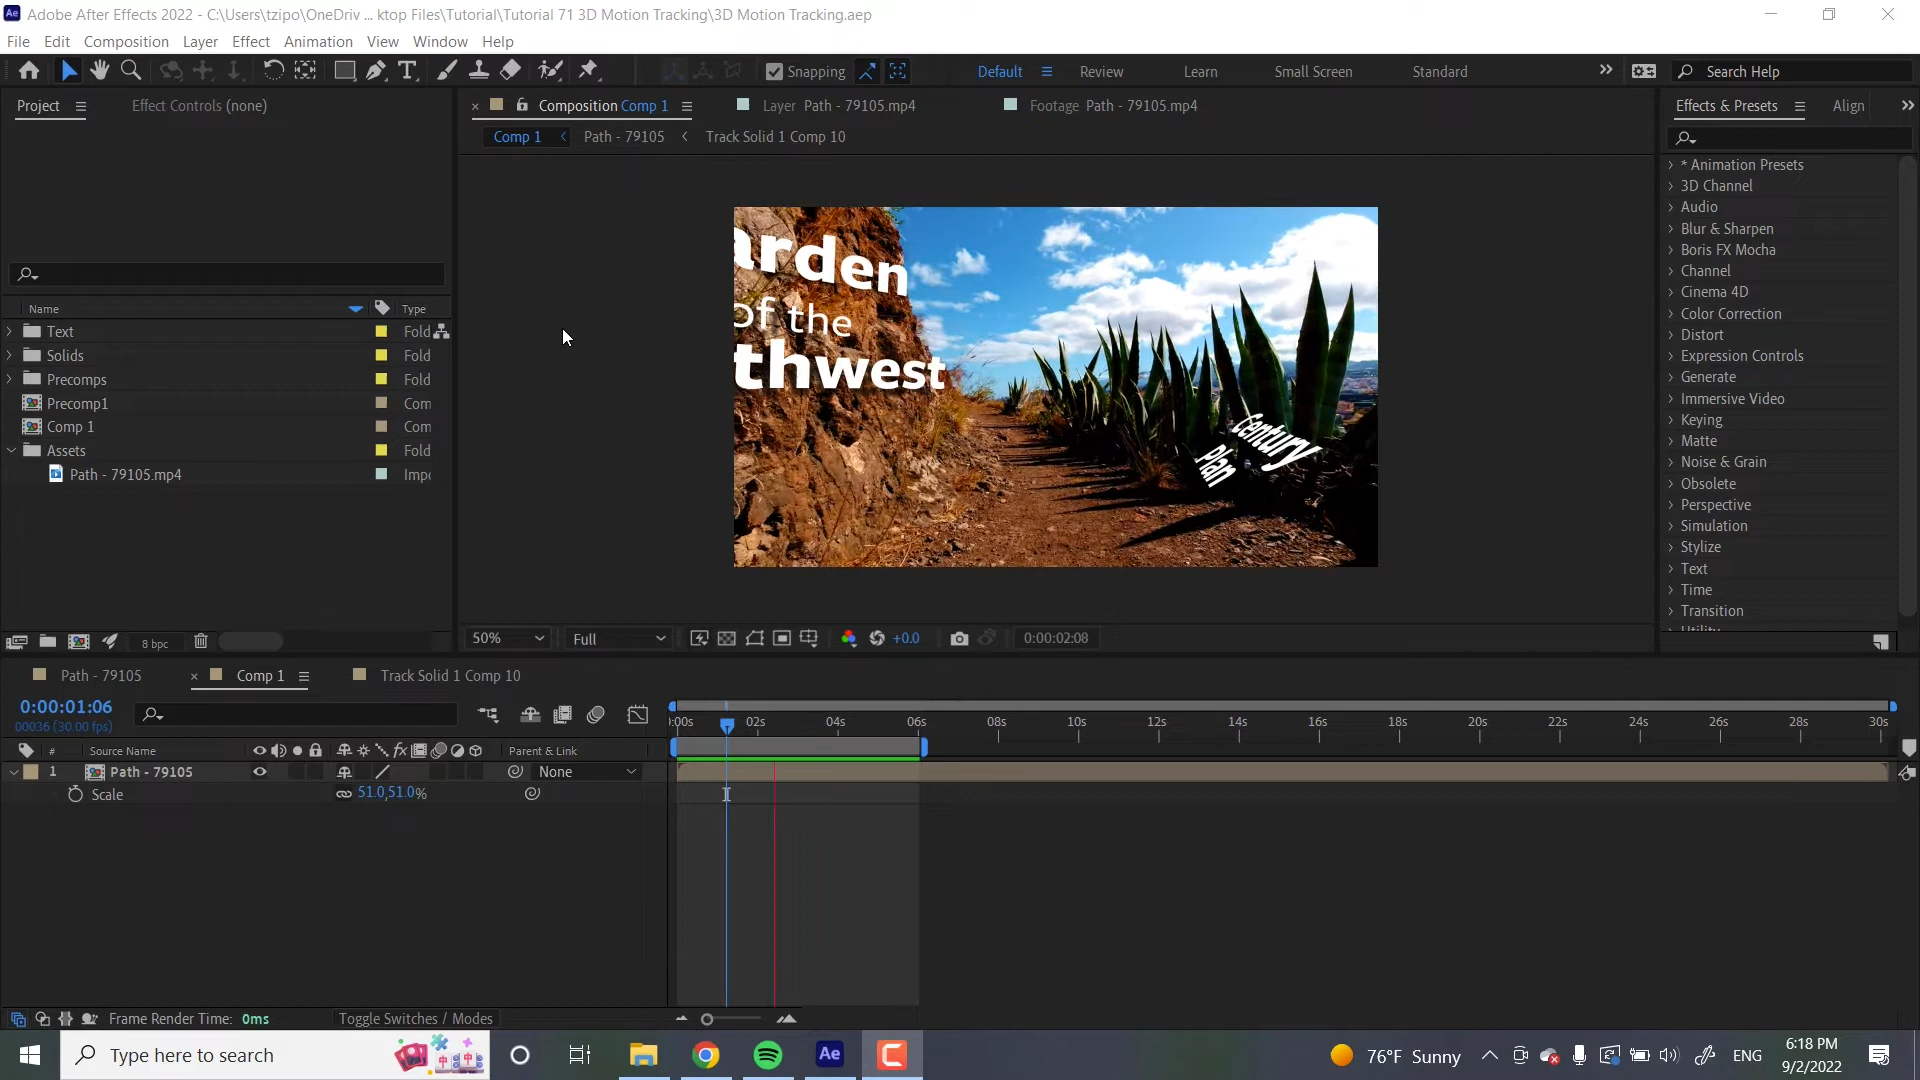 Adobe After Effects 2022 - C:\Users\tzipo\OneDriv ... ktop Files\Tutorial\Tutorial 71 3D Motion Tracking\3D Motion Tracking.aep
File Edit Composition Layer Effect Animation View Window Help
Snapping Default Review Learn Small Screen Standard Search Help
Project Effect Controls (none) Composition Comp 1 Layer Path - 79105.mp4 Footage Path - 79105.mp4 Effects & Presets Align
Comp 1 Path - 79105 Track Solid 1 Comp 10
* Animation Presets
3D Channel
Audio
Blur & Sharpen
Boris FX Mocha
Channel
Cinema 4D
Color Correction
Distort
Expression Controls
Generate
Immersive Video
Keying
Matte
Noise & Grain
Obsolete
Perspective
Simulation
Stylize
Text
Time
Transition
Utility
Name Type
Text Fold
Solids Fold
Precomps Fold
Precomp1 Com
Comp 1 Com
Assets Fold
Path - 79105.mp4 Impo
arden
of the
thwest
Century
Plan
8 bpc
50% Full +0.0 0:00:02:08
Path - 79105 Comp 1 Track Solid 1 Comp 10
0:00:01:06
00036 (30.00 fps)
:00s 02s 04s 06s 08s 10s 12s 14s 16s 18s 20s 22s 24s 26s 28s 30s
# Source Name Parent & Link
1 Path - 79105 None
Scale 51.0,51.0%
Frame Render Time: 0ms Toggle Switches / Modes
Type here to search
76°F Sunny ENG 6:18 PM
9/2/2022